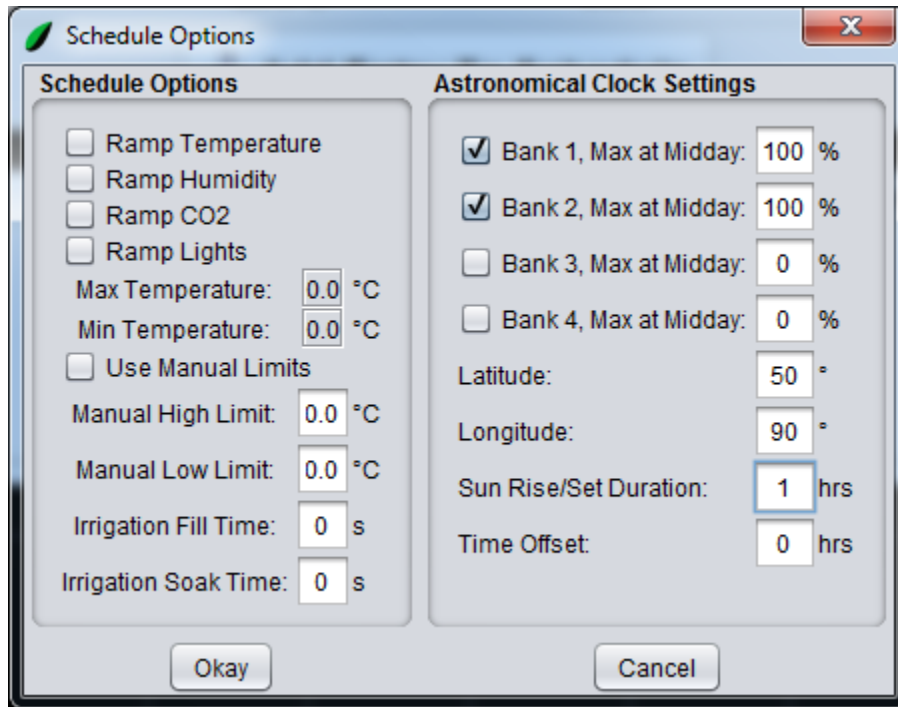 Schedule Options
Schedule Options
Ramp Temperature
Ramp Humidity
Ramp CO2
Ramp Lights
Max Temperature: 0.0 °C
Min Temperature: 0.0 °C
Use Manual Limits
Manual High Limit: 0.0 °C
Manual Low Limit: 0.0 °C
Irrigation Fill Time: 0 s
Irrigation Soak Time: 0 s
Okay
Astronomical Clock Settings
Bank 1, Max at Midday: 100 %
Bank 2, Max at Midday: 100 %
Bank 3, Max at Midday: 0 %
Bank 4, Max at Midday: 0 %
Latitude: 50 °
Longitude: 90 °
Sun Rise/Set Duration: 1 hrs
Time Offset: 0 hrs
Cancel